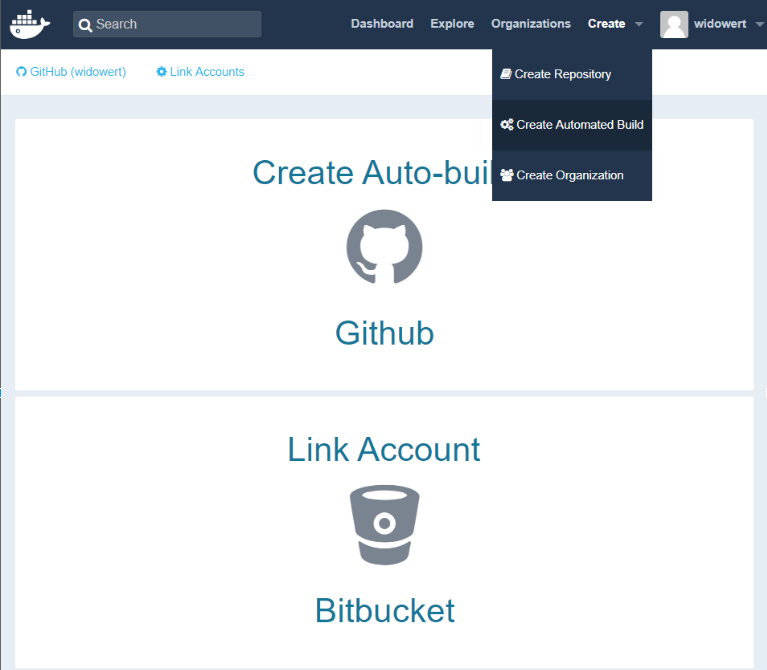 Search Dashboard Explore Organizations Create widowert
GitHub (widowert) Link Accounts
Create Repository
Create Automated Build
Create Organization
Create Auto-buil
Github
Link Account
Bitbucket